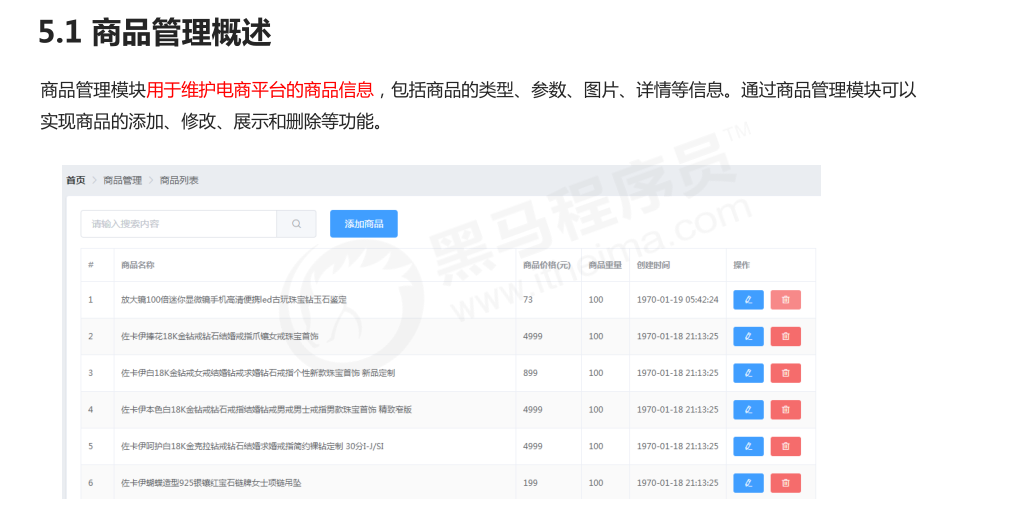 5.1 商品管理概述
商品管理模块用于维护电商平台的商品信息，包括商品的类型、参数、图片、详情等信息。通过商品管理模块可以
实现商品的添加、修改、展示和删除等功能。
首页 > 商品管理 > 商品列表
请输入搜索内容 添加商品
# 商品名称 商品价格(元) 商品重量 创建时间 操作
1 放大镜100倍迷你显微镜手机高清便携led古玩珠宝钻玉石鉴定 73 100 1970-01-19 05:42:24
2 佐卡伊捧花18K金钻戒钻石结婚戒指爪镶女戒珠宝首饰 4999 100 1970-01-18 21:13:25
3 佐卡伊白18K金钻戒女戒结婚钻戒求婚钻石戒指个性新款珠宝首饰 新品定制 899 100 1970-01-18 21:13:25
4 佐卡伊本色白18K金钻戒钻石戒指结婚钻戒男戒男士戒指男款珠宝首饰 精致窄版 4999 100 1970-01-18 21:13:25
5 佐卡伊呵护白18K金克拉钻戒钻石结婚求婚戒指简约裸钻定制 30分I-J/SI 4999 100 1970-01-18 21:13:25
6 佐卡伊蝴蝶造型925银镶红宝石链牌女士项链吊坠 199 100 1970-01-18 21:13:25
黑马程序员™
www.itheima.com